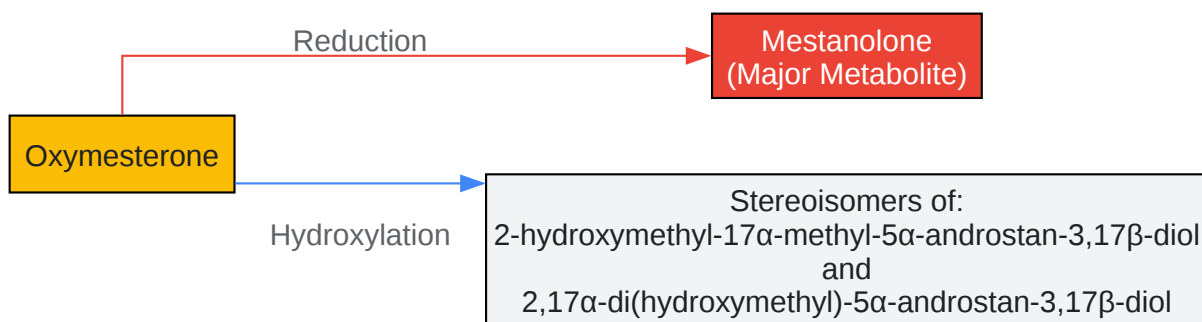 Reduction
Mestanolone
(Major Metabolite)
Oxymesterone
Hydroxylation
Stereoisomers of:
2-hydroxymethyl-17α-methyl-5α-androstan-3,17β-diol
and
2,17α-di(hydroxymethyl)-5α-androstan-3,17β-diol